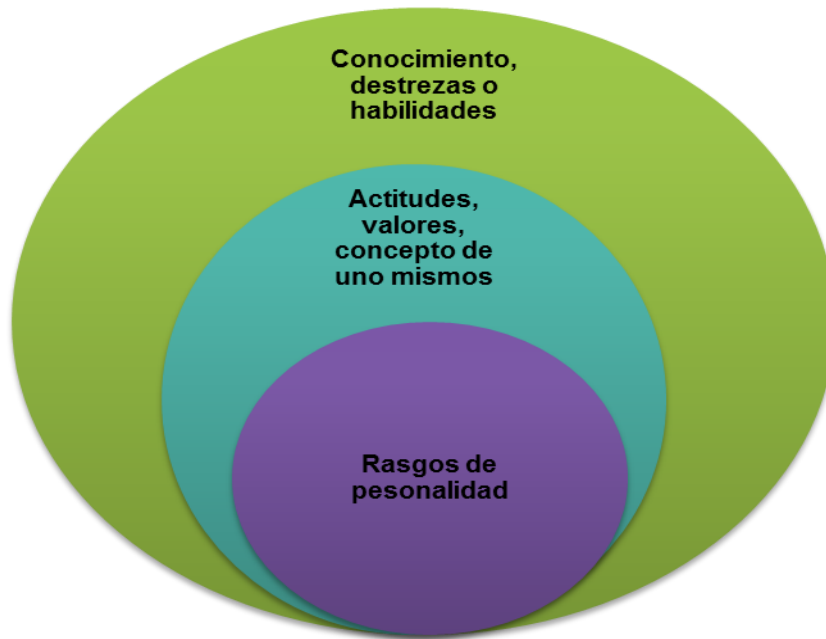 Conocimiento,
destrezas o
habilidades
Actitudes,
valores,
concepto de
uno mismos
Rasgos de
pesonalidad